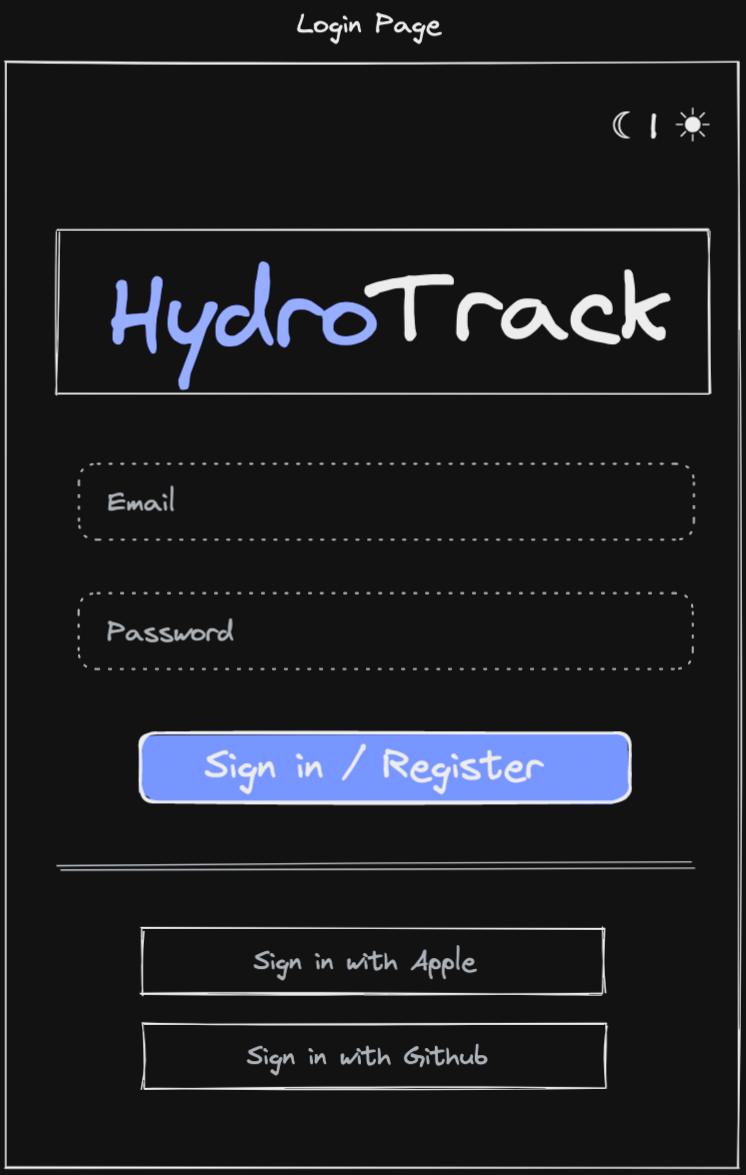 Login Page
HydroTrack
Email
Password
Sign in / Register
Sign in with Apple
Sign in with Github